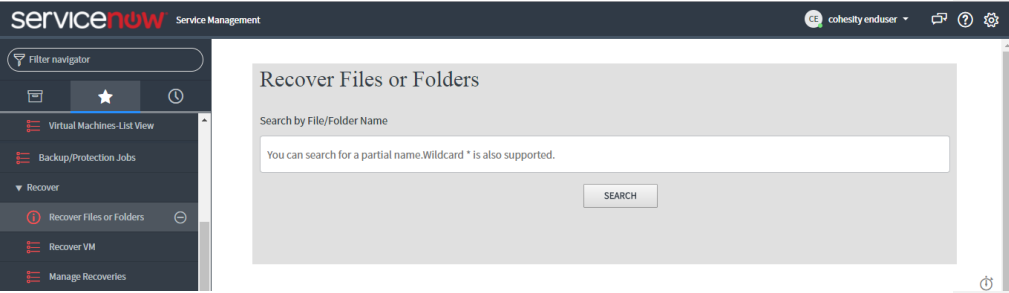 servicenow Service Management
CE cohesity enduser
Filter navigator
Virtual Machines-List View
Backup/Protection Jobs
Recover
Recover Files or Folders
Recover VM
Manage Recoveries
Recover Files or Folders
Search by File/Folder Name
You can search for a partial name.Wildcard * is also supported.
SEARCH